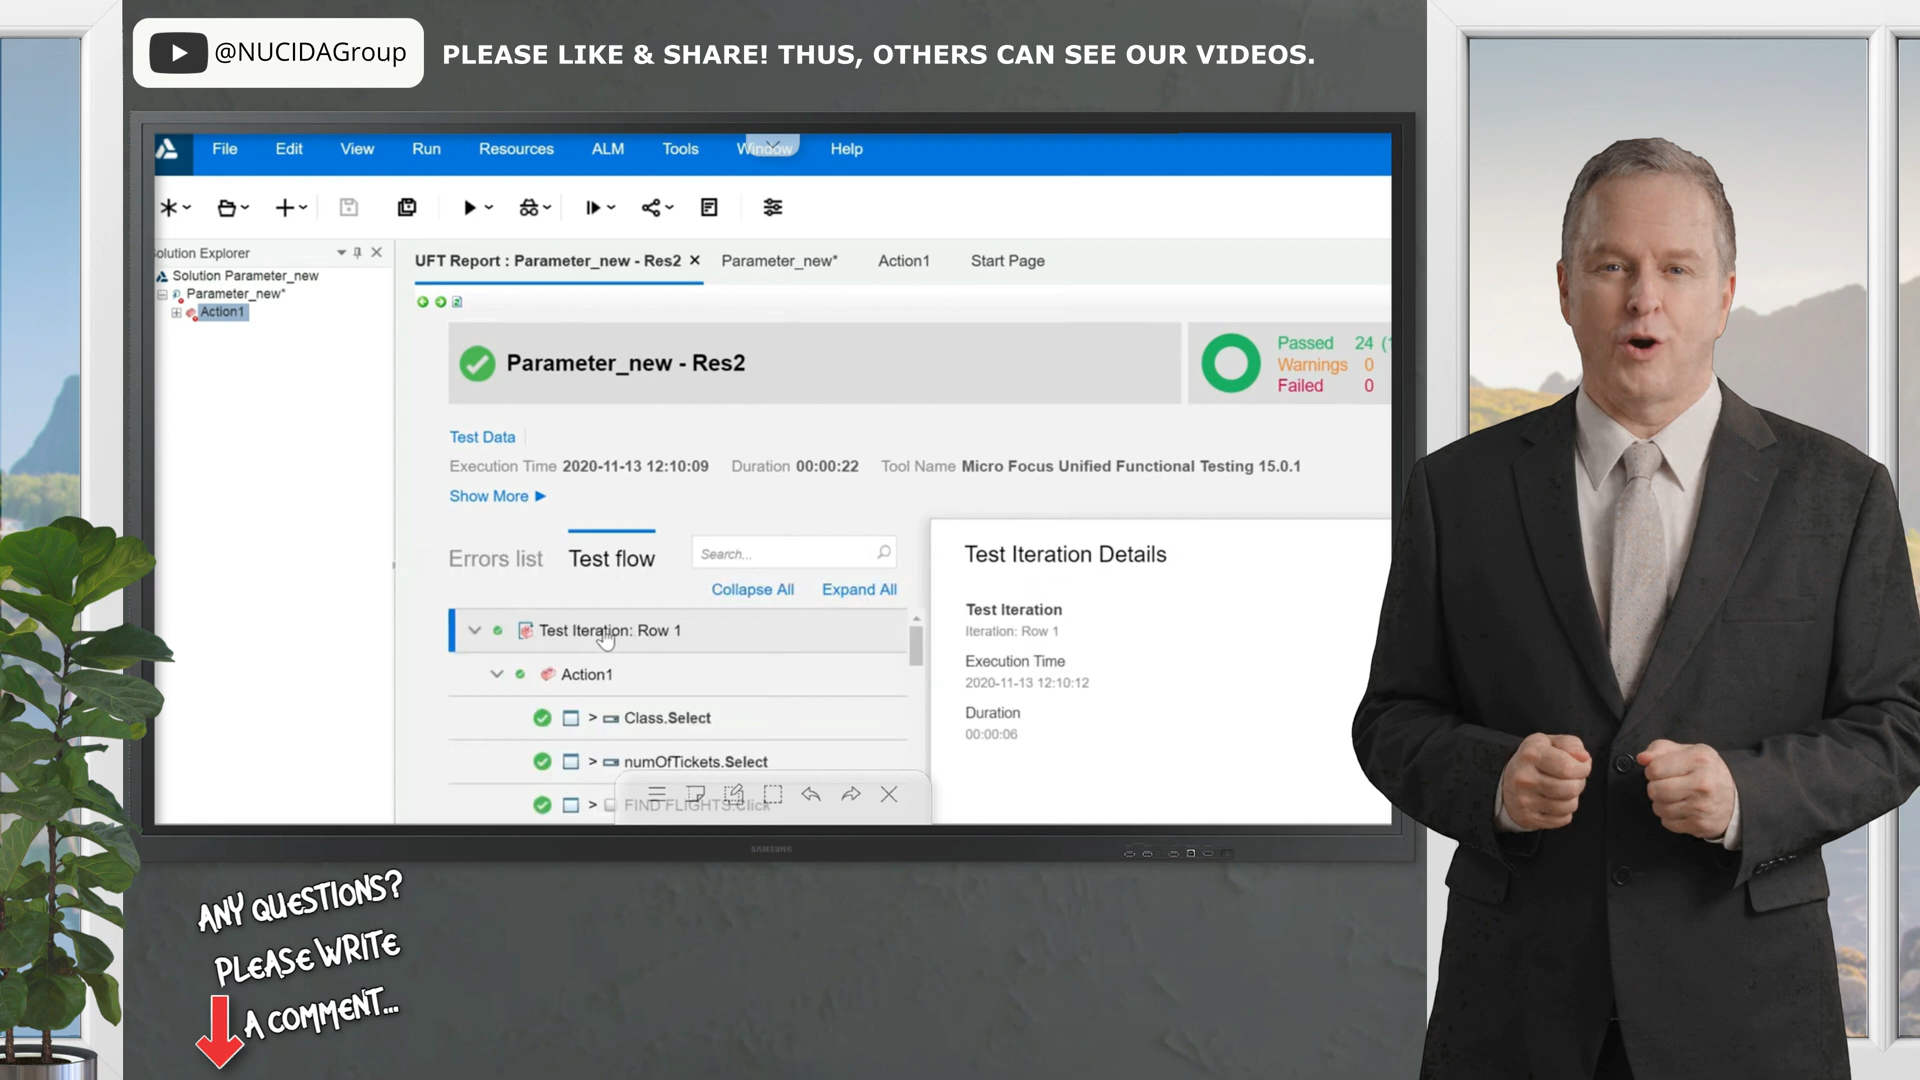 @NUCIDAGroup
PLEASE LIKE & SHARE! THUS, OTHERS CAN SEE OUR VIDEOS.
File Edit View Run Resources ALM Tools Window Help
olution Explorer
Solution Parameter_new
Parameter_new*
Action1
UFT Report : Parameter_new - Res2 Parameter_new* Action1 Start Page
Parameter_new - Res2
Passed 24 (
Warnings 0
Failed 0
Test Data
Execution Time 2020-11-13 12:10:09 Duration 00:00:22 Tool Name Micro Focus Unified Functional Testing 15.0.1
Show More
Errors list Test flow Search...
Collapse All Expand All
Test Iteration: Row 1
Action1
> Class.Select
> numOfTickets.Select
> FIND FLIGHTS.Click
Test Iteration Details
Test Iteration
Iteration: Row 1
Execution Time
2020-11-13 12:10:12
Duration
00:00:06
SAMSUNG
ANY QUESTIONS?
PLEASE WRITE
A COMMENT...